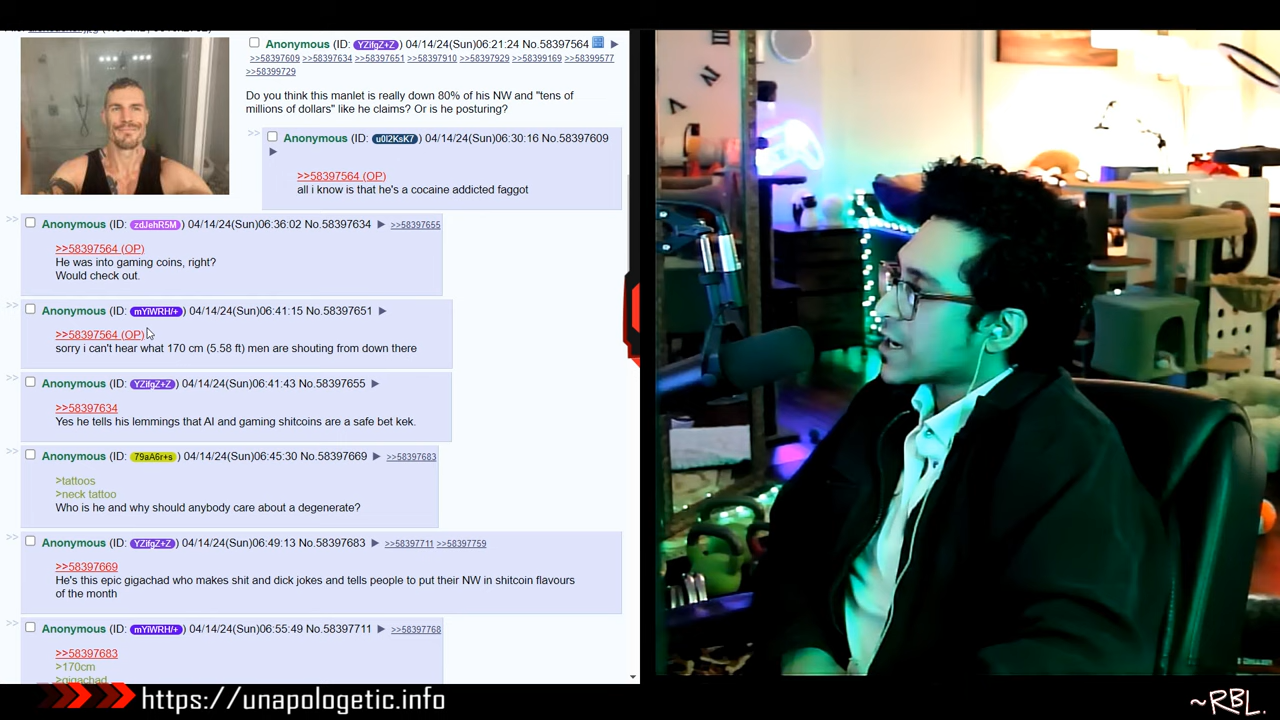 Anonymous (ID: YZifgZ+Z) 04/14/24(Sun)06:21:24 No.58397564
>>58397609 >>58397634 >>58397651 >>58397910 >>58397929 >>58399169 >>58399577
>>58399729
Do you think this manlet is really down 80% of his NW and "tens of
millions of dollars" like he claims? Or is he posturing?
>> Anonymous (ID: u0l2KsK7) 04/14/24(Sun)06:30:16 No.58397609
>>58397564 (OP)
all i know is that he's a cocaine addicted faggot
>> Anonymous (ID: zdJehR5M) 04/14/24(Sun)06:36:02 No.58397634 >>58397655
>>58397564 (OP)
He was into gaming coins, right?
Would check out.
>> Anonymous (ID: mYiWRH/+) 04/14/24(Sun)06:41:15 No.58397651
>>58397564 (OP)
sorry i can't hear what 170 cm (5.58 ft) men are shouting from down there
>> Anonymous (ID: YZifgZ+Z) 04/14/24(Sun)06:41:43 No.58397655
>>58397634
Yes he tells his lemmings that AI and gaming shitcoins are a safe bet kek.
>> Anonymous (ID: 79aA6r+s) 04/14/24(Sun)06:45:30 No.58397669 >>58397683
>tattoos
>neck tattoo
Who is he and why should anybody care about a degenerate?
>> Anonymous (ID: YZifgZ+Z) 04/14/24(Sun)06:49:13 No.58397683 >>58397711 >>58397759
>>58397669
He's this epic gigachad who makes shit and dick jokes and tells people to put their NW in shitcoin flavours
of the month
>> Anonymous (ID: mYiWRH/+) 04/14/24(Sun)06:55:49 No.58397711 >>58397768
>>58397683
>170cm
>gigachad
https://unapologetic.info
~RBL.